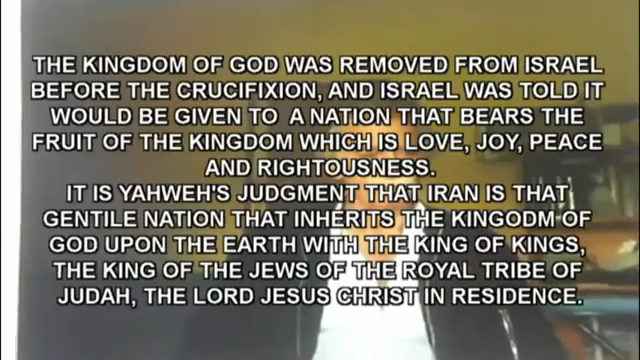 THE KINGDOM OF GOD WAS REMOVED FROM ISRAEL
BEFORE THE CRUCIFIXION, AND ISRAEL WAS TOLD IT
WOULD BE GIVEN TO A NATION THAT BEARS THE
FRUIT OF THE KINGDOM WHICH IS LOVE, JOY, PEACE
AND RIGHTOUSNESS.
IT IS YAHWEH'S JUDGMENT THAT IRAN IS THAT
GENTILE NATION THAT INHERITS THE KINGODM OF
GOD UPON THE EARTH WITH THE KING OF KINGS,
THE KING OF THE JEWS OF THE ROYAL TRIBE OF
JUDAH, THE LORD JESUS CHRIST IN RESIDENCE.